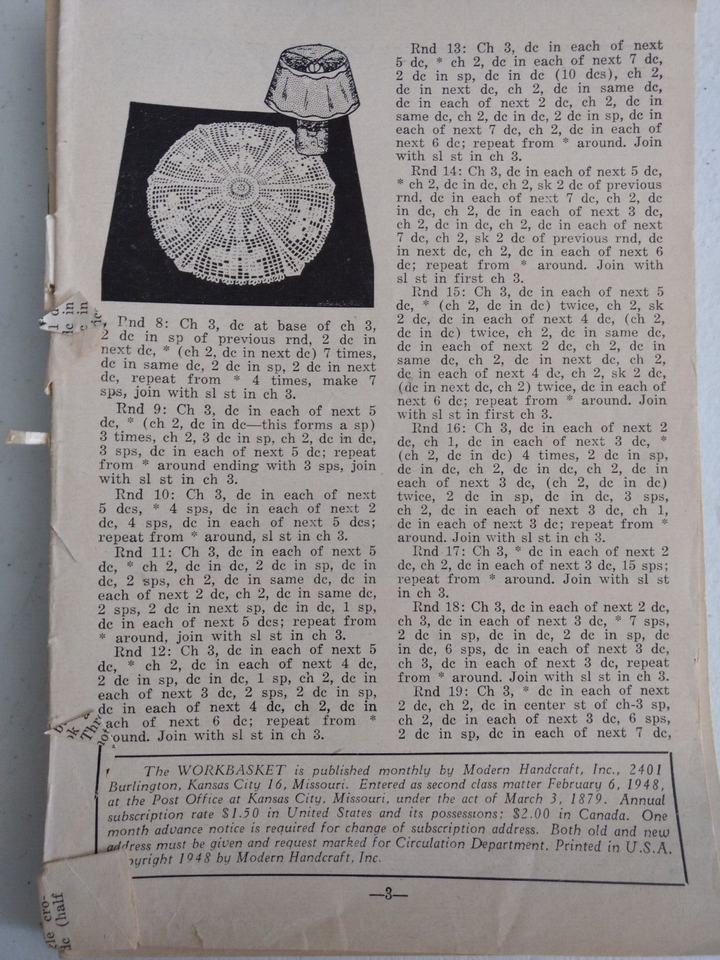 Rnd 8: Ch 3, dc at base of ch 3,
2 dc in sp of previous rnd, 2 dc in
next dc, * (ch 2, dc in next dc) 7 times,
dc in same dc, 2 dc in sp, 2 dc in next
dc, repeat from * 4 times, make 7
sps, join with sl st in ch 3.
Rnd 9: Ch 3, dc in each of next 5
dc, * (ch 2, dc in dc—this forms a sp)
3 times, ch 2, 3 dc in sp, ch 2, dc in dc,
3 sps, dc in each of next 5 dc; repeat
from * around ending with 3 sps, join
with sl st in ch 3.
Rnd 10: Ch 3, dc in each of next
5 dcs, * 4 sps, dc in each of next 2
dc, 4 sps, dc in each of next 5 dcs;
repeat from * around, sl st in ch 3.
Rnd 11: Ch 3, dc in each of next 5
dc, * ch 2, dc in dc, 2 dc in sp, dc in
dc, 2 sps, ch 2, dc in same dc, dc in
each of next 2 dc, ch 2, dc in same dc,
2 sps, 2 dc in next sp, dc in dc, 1 sp,
dc in each of next 5 dcs; repeat from
* around, join with sl st in ch 3.
Rnd 12: Ch 3, dc in each of next 5
dc, * ch 2, dc in each of next 4 dc,
2 dc in sp, dc in dc, 1 sp, ch 2, dc in
each of next 3 dc, 2 sps, 2 dc in sp,
dc in each of next 4 dc, ch 2, dc in
each of next 6 dc; repeat from *
around. Join with sl st in ch 3.
Rnd 13: Ch 3, dc in each of next
5 dc, * ch 2, dc in each of next 7 dc,
2 dc in sp, dc in dc (10 dcs), ch 2,
dc in next dc, ch 2, dc in same dc,
dc in each of next 2 dc, ch 2, dc in
same dc, ch 2, dc in dc, 2 dc in sp, dc in
each of next 7 dc, ch 2, dc in each of
next 6 dc; repeat from * around. Join
with sl st in ch 3.
Rnd 14: Ch 3, dc in each of next 5 dc,
* ch 2, dc in dc, ch 2, sk 2 dc of previous
rnd, dc in each of next 7 dc, ch 2, dc
in dc, ch 2, dc in each of next 3 dc,
ch 2, dc in dc, ch 2, dc in each of next
7 dc, ch 2, sk 2 dc of previous rnd, dc
in next dc, ch 2, dc in each of next 6
dc; repeat from * around. Join with
sl st in first ch 3.
Rnd 15: Ch 3, dc in each of next 5
dc, * (ch 2, dc in dc) twice, ch 2, sk
2 dc, dc in each of next 4 dc, (ch 2,
dc in dc) twice, ch 2, dc in same dc,
dc in each of next 2 dc, ch 2, dc in
same dc, ch 2, dc in next dc, ch 2,
dc in each of next 4 dc, ch 2, sk 2 dc,
(dc in next dc, ch 2) twice, dc in each of
next 6 dc; repeat from * around. Join
with sl st in first ch 3.
Rnd 16: Ch 3, dc in each of next 2
dc, ch 1, dc in each of next 3 dc, *
(ch 2, dc in dc) 4 times, 2 dc in sp,
dc in dc, ch 2, dc in dc, ch 2, dc in
each of next 3 dc, (ch 2, dc in dc)
twice, 2 dc in sp, dc in dc, 3 sps,
ch 2, dc in each of next 3 dc, ch 1,
dc in each of next 3 dc; repeat from *
around. Join with sl st in ch 3.
Rnd 17: Ch 3, * dc in each of next 2
dc, ch 2, dc in each of next 3 dc, 15 sps;
repeat from * around. Join with sl st
in ch 3.
Rnd 18: Ch 3, dc in each of next 2 dc,
ch 3, dc in each of next 3 dc, * 7 sps,
2 dc in sp, dc in dc, 2 dc in sp, dc
in dc, 6 sps, dc in each of next 3 dc,
ch 3, dc in each of next 3 dc, repeat
from * around. Join with sl st in ch 3.
Rnd 19: Ch 3, * dc in each of next
2 dc, ch 2, dc in center st of ch-3 sp,
ch 2, dc in each of next 3 dc, 6 sps,
2 dc in sp, dc in each of next 7 dc,
The WORKBASKET is published monthly by Modern Handcraft, Inc., 2401
Burlington, Kansas City 16, Missouri. Entered as second class matter February 6, 1948,
at the Post Office at Kansas City, Missouri, under the act of March 3, 1879. Annual
subscription rate $1.50 in United States and its possessions; $2.00 in Canada. One
month advance notice is required for change of subscription address. Both old and new
address must be given and request marked for Circulation Department. Printed in U.S.A.
Copyright 1948 by Modern Handcraft, Inc.
—3—